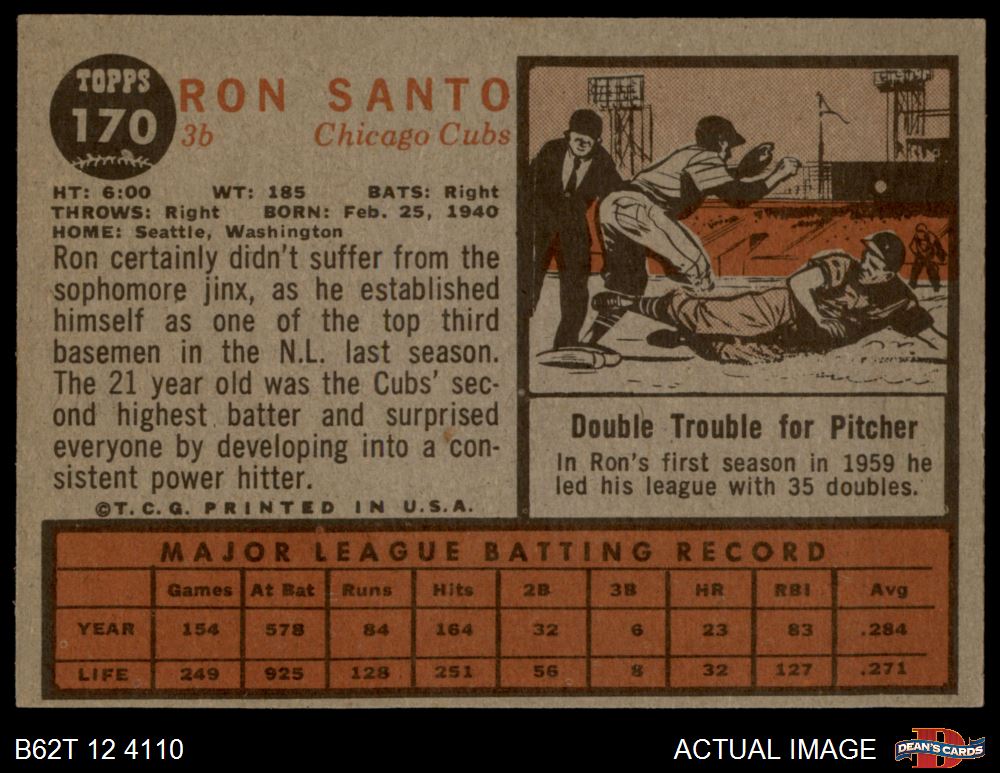 TOPPS
170
RON SANTO
3b Chicago Cubs
HT: 6:00 WT: 185 BATS: Right
THROWS: Right BORN: Feb. 25, 1940
HOME: Seattle, Washington
Ron certainly didn't suffer from the
sophomore jinx, as he established
himself as one of the top third
basemen in the N.L. last season.
The 21 year old was the Cubs' sec-
ond highest batter and surprised
everyone by developing into a con-
sistent power hitter.
©T.C.G. PRINTED IN U.S.A.
Double Trouble for Pitcher
In Ron's first season in 1959 he
led his league with 35 doubles.
MAJOR LEAGUE BATTING RECORD
Games At Bat Runs Hits 2B 3B HR RBI Avg
YEAR 154 578 84 164 32 6 23 83 .284
LIFE 249 925 128 251 56 8 32 127 .271
B62T 12 4110
ACTUAL IMAGE
D
DEAN'S CARDS